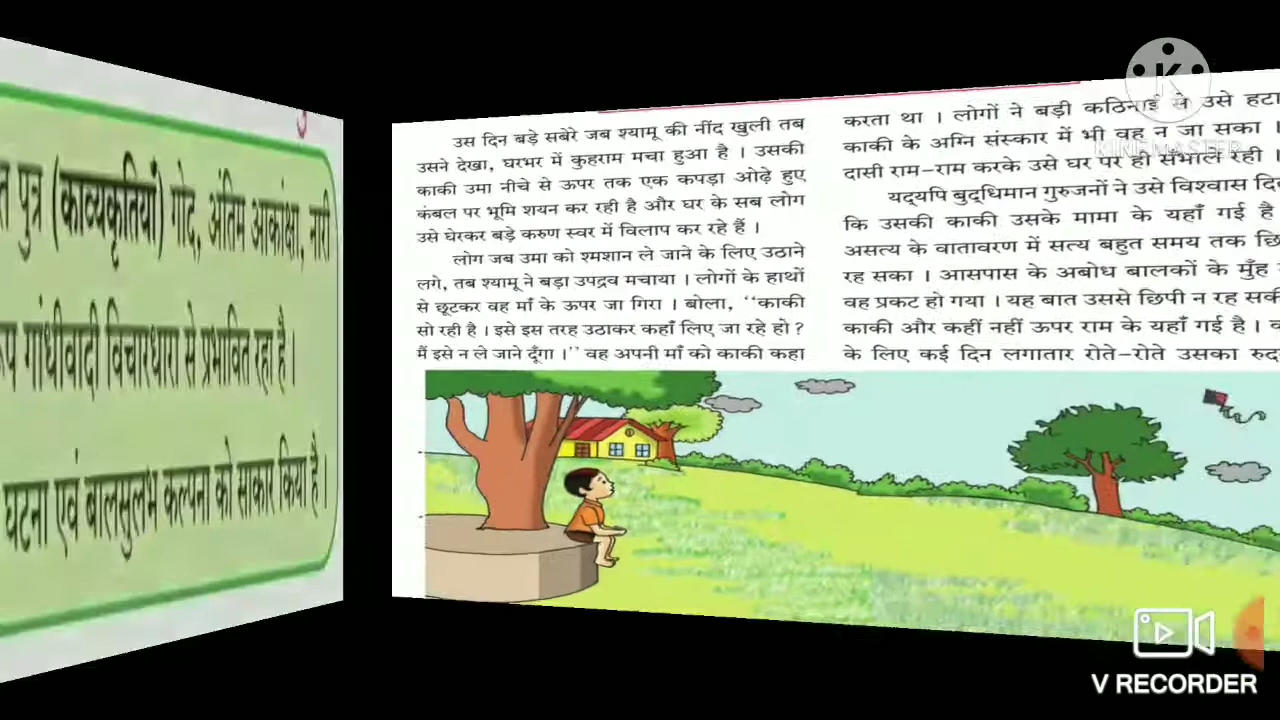 पुत्र (काव्यकृतियाँ) गोद, अंतिम आकांक्षा, नारी
गांधीवादी विचारधारा से प्रभावित रहा है ।
घटना एवं बालसुलभ कल्पना को साकार किया है ।
उस दिन बड़े सबेरे जब श्यामू की नींद खुली तब
उसने देखा, घरभर में कुहराम मचा हुआ है । उसकी
काकी उमा नीचे से ऊपर तक एक कपड़ा ओढ़े हुए
कंबल पर भूमि शयन कर रही है और घर के सब लोग
उसे घेरकर बड़े करुण स्वर में विलाप कर रहे हैं ।
लोग जब उमा को श्मशान ले जाने के लिए उठाने
लगे, तब श्यामू ने बड़ा उपद्रव मचाया । लोगों के हाथों
से छूटकर वह माँ के ऊपर जा गिरा । बोला, ‘‘काकी
सो रही है । इसे इस तरह उठाकर कहाँ लिए जा रहे हो ?
मैं इसे न ले जाने दूँगा ।’’ वह अपनी माँ को काकी कहा
करता था । लोगों ने बड़ी कठिनाई से उसे हटा
काकी के अग्नि संस्कार में भी वह न जा सका ।
दासी राम-राम करके उसे घर पर ही सँभाले रही ।
यद्यपि बुद्धिमान गुरुजनों ने उसे विश्वास
कि उसकी काकी उसके मामा के यहाँ गई है
असत्य के वातावरण में सत्य बहुत समय तक
रह सका । आसपास के अबोध बालकों के मुँह
वह प्रकट हो गया । यह बात उससे छिपी न रह
काकी और कहीं नहीं ऊपर राम के यहाँ गई है ।
के लिए कई दिन लगातार रोते-रोते उसका
KINEMASTER
V RECORDER